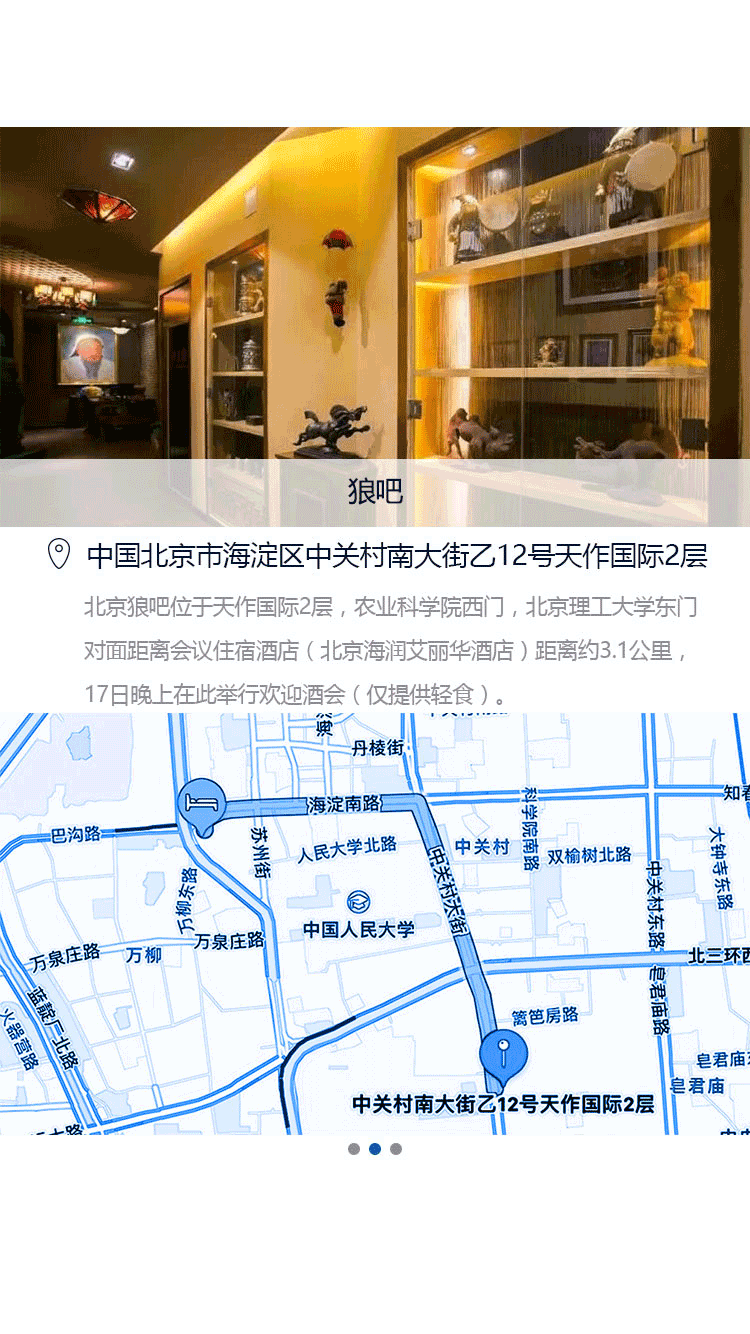 狼吧
中国北京市海淀区中关村南大街乙12号天作国际2层
北京狼吧位于天作国际2层，农业科学院西门，北京理工大学东门
对面距离会议住宿酒店（北京海润艾丽华酒店）距离约3.1公里，
17日晚上在此举行欢迎酒会（仅提供轻食）。
丹棱街
海淀南路
知春
巴沟路
苏州街
人民大学北路
中关村大街
中关村
科学院南路
双榆树北路
大钟寺东路
万柳东路
中国人民大学
中关村东路
万泉庄路
万柳
万泉庄路
北三环西
蓝靛厂北路
火器营路
皂君庙路
篱笆房路
皂君庙东
皂君庙
中关村南大街乙12号天作国际2层